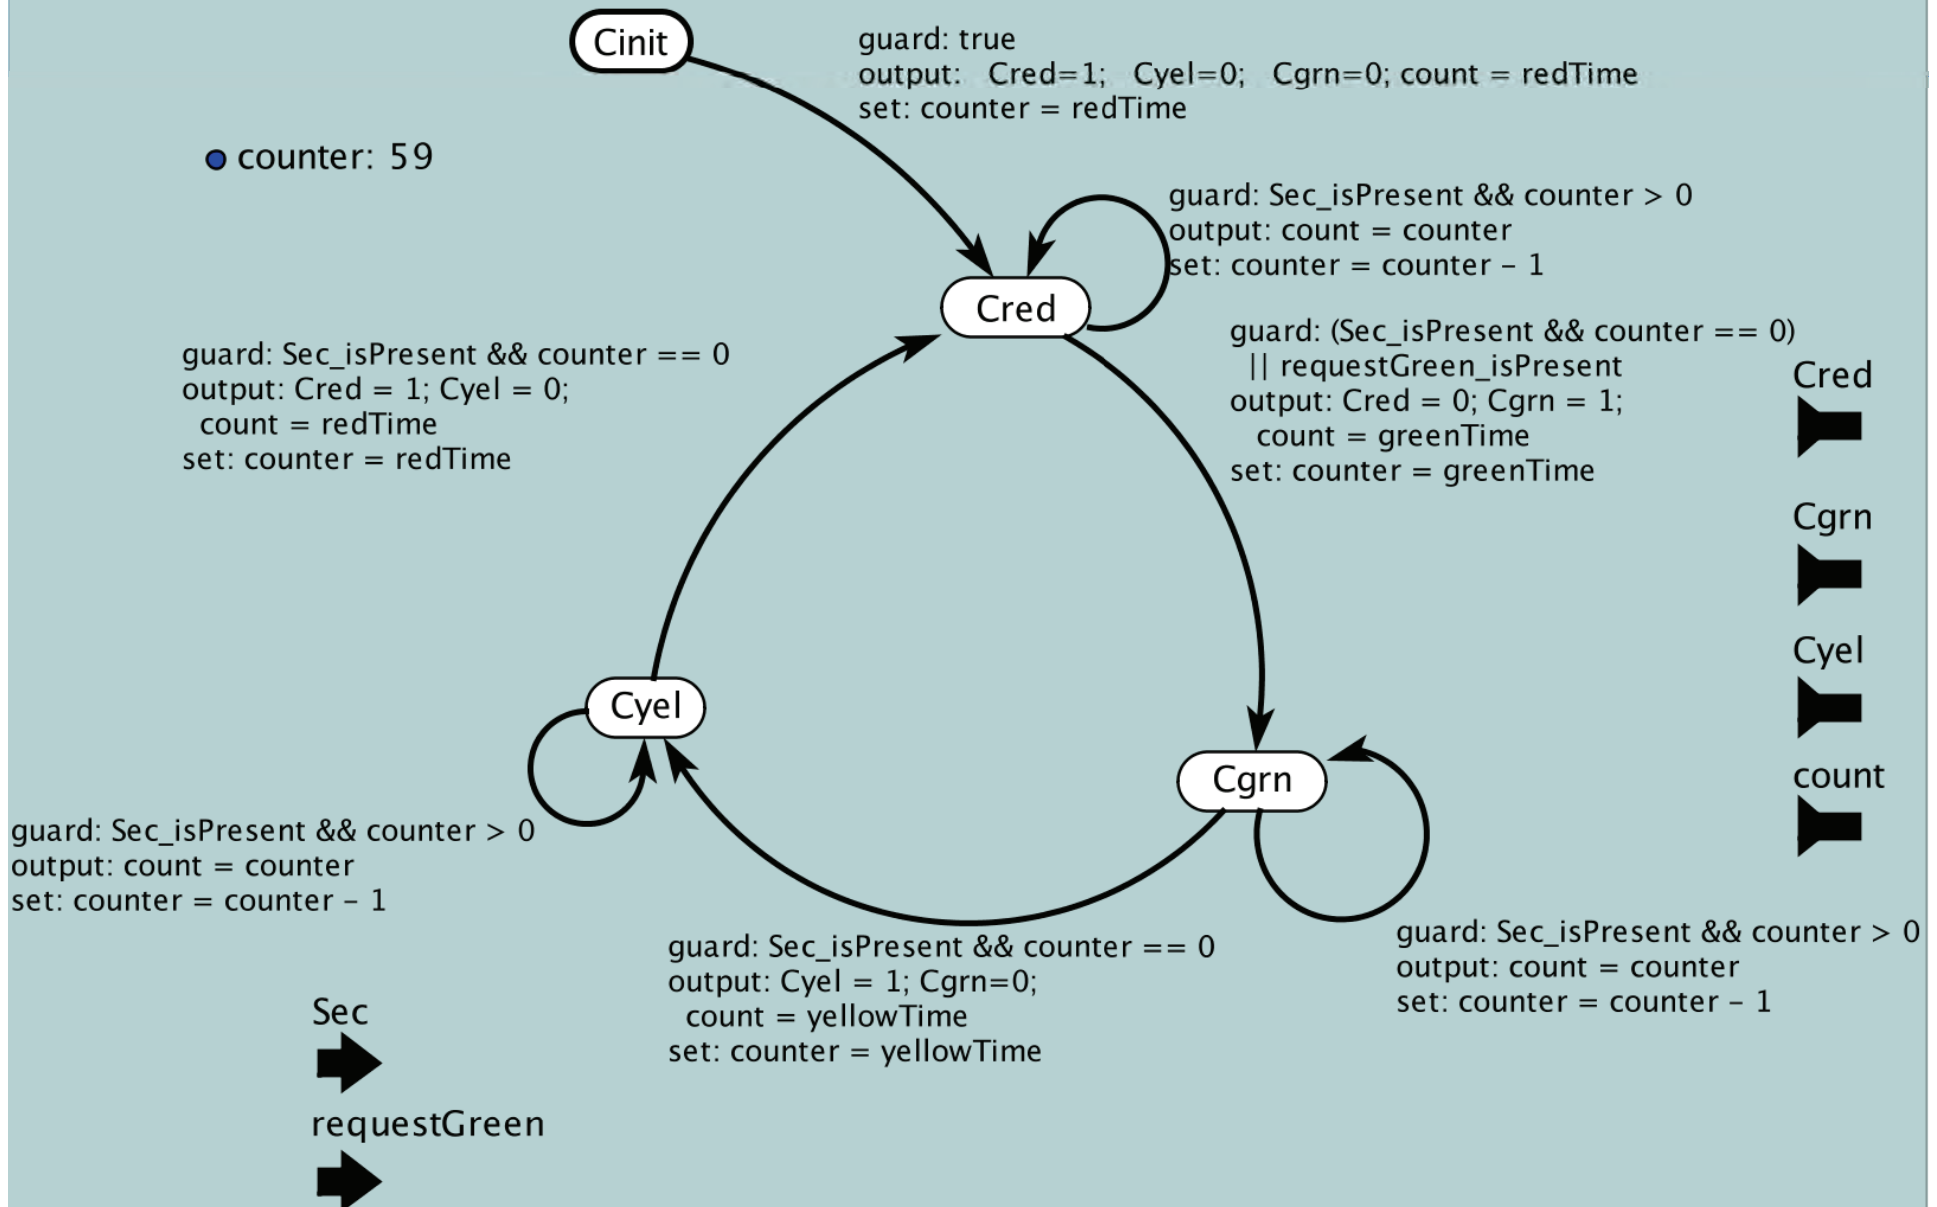 Cinit
guard: true
output: Cred=1; Cyel=0; Cgrn=0; count = redTime
set: counter = redTime
counter: 59
guard: Sec_isPresent && counter > 0
output: count = counter
set: counter = counter - 1
Cred
guard: (Sec_isPresent && counter == 0)
|| requestGreen_isPresent
output: Cred = 0; Cgrn = 1;
count = greenTime
set: counter = greenTime
guard: Sec_isPresent && counter == 0
output: Cred = 1; Cyel = 0;
count = redTime
set: counter = redTime
Cred
Cgrn
Cyel
count
Cyel
Cgrn
guard: Sec_isPresent && counter > 0
output: count = counter
set: counter = counter - 1
guard: Sec_isPresent && counter == 0
output: Cyel = 1; Cgrn=0;
count = yellowTime
set: counter = yellowTime
guard: Sec_isPresent && counter > 0
output: count = counter
set: counter = counter - 1
Sec
requestGreen